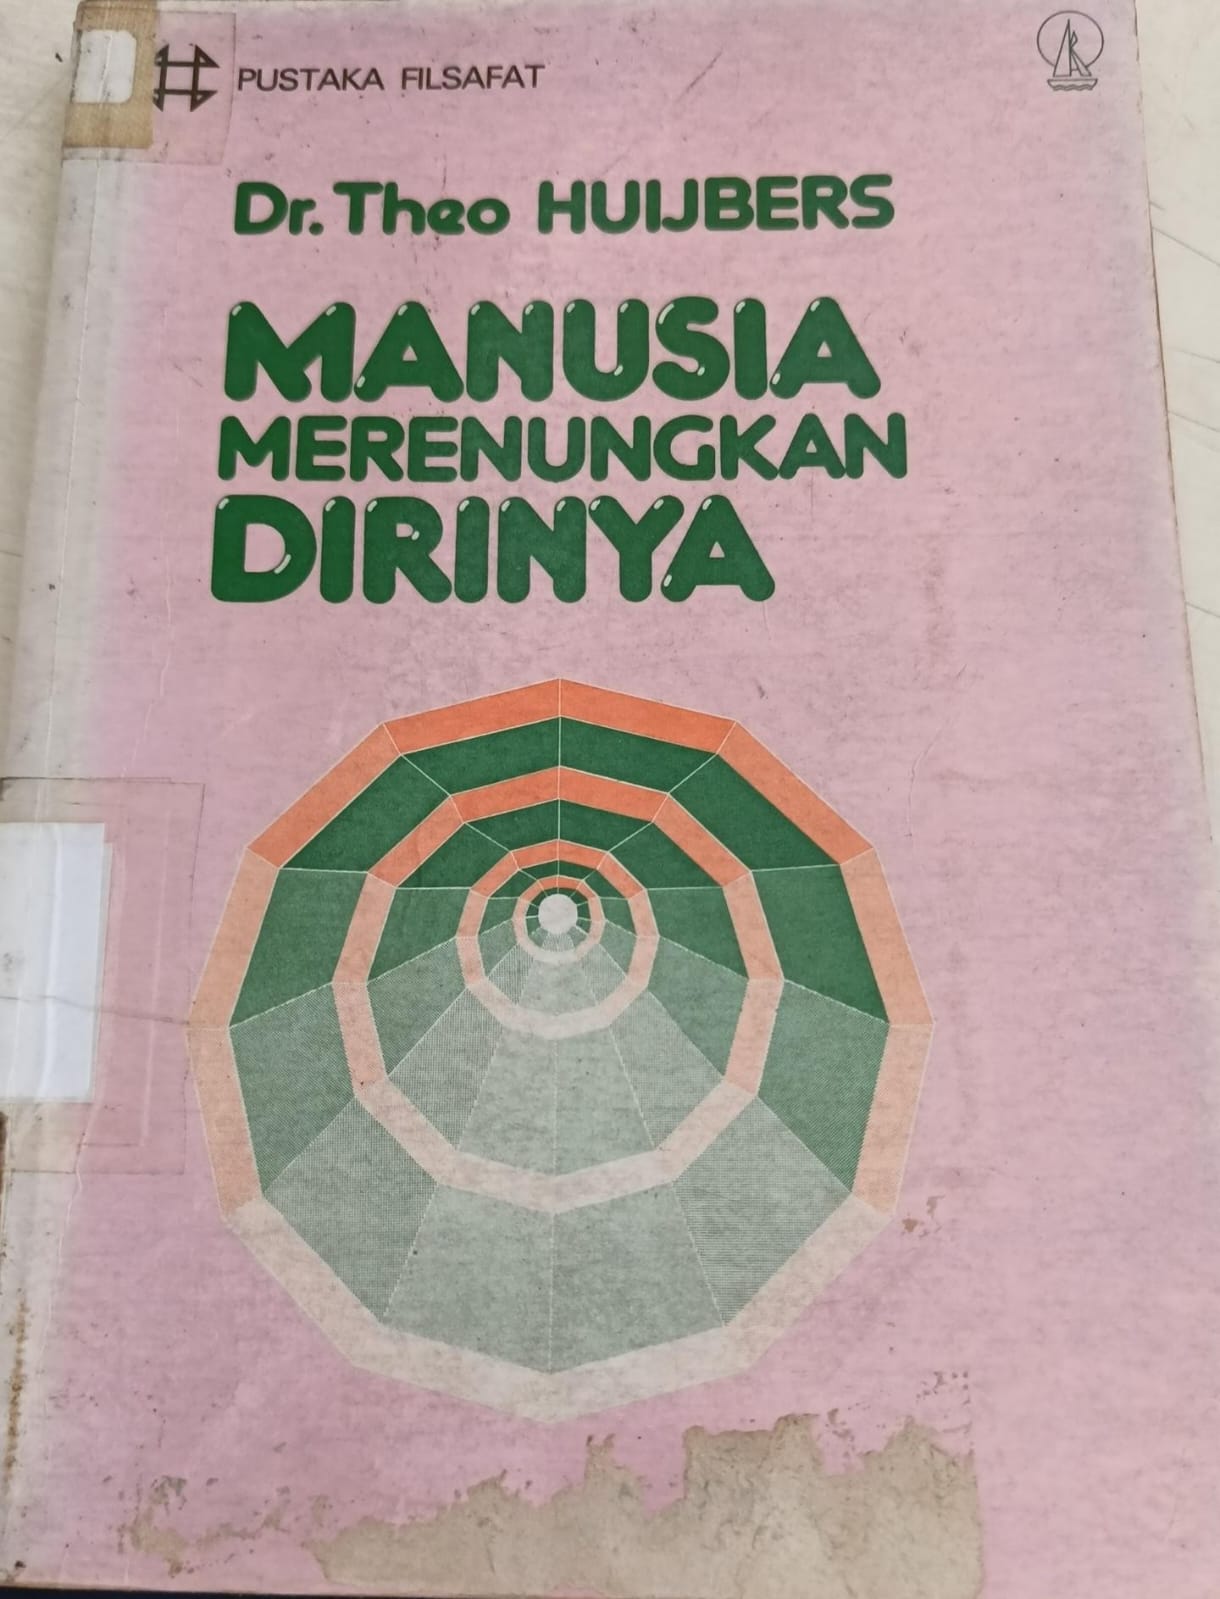 PUSTAKA FILSAFAT
Dr. Theo HUIJBERS
MANUSIA
MERENUNGKAN
DIRINYA